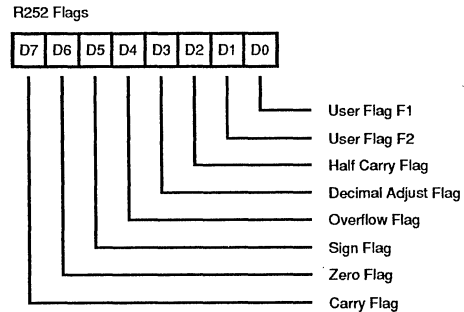 R252 Flags
D7 D6 D5 D4 D3 D2 D1 D0
User Flag F1
User Flag F2
Half Carry Flag
Decimal Adjust Flag
Overflow Flag
Sign Flag
Zero Flag
Carry Flag